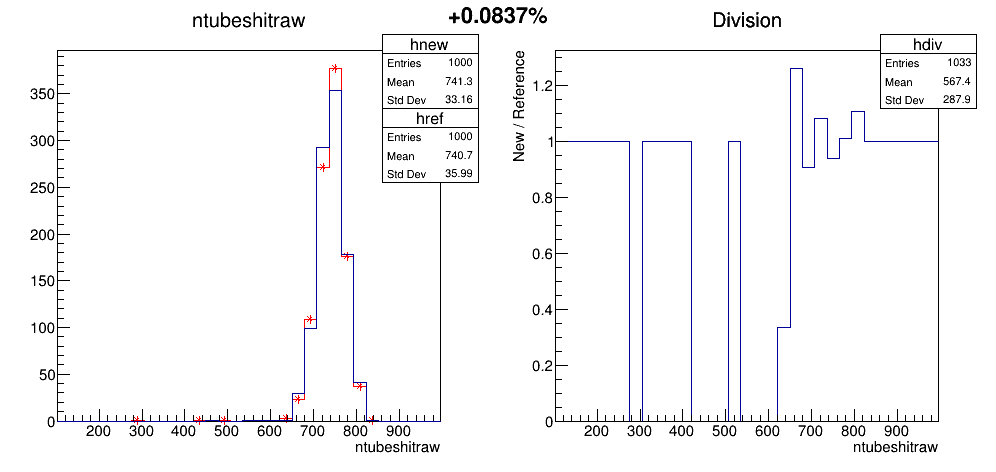 ntubeshitraw
+0.0837%
Division
hnew
Entries 1000
Mean 741.3
Std Dev 33.16
href
Entries 1000
Mean 740.7
Std Dev 35.99
350
300
250
200
150
100
50
0
200 300 400 500 600 700 800 900
ntubeshitraw
hdiv
Entries 1033
Mean 567.4
Std Dev 287.9
New / Reference
1.2
1
0.8
0.6
0.4
0.2
0
200 300 400 500 600 700 800 900
ntubeshitraw